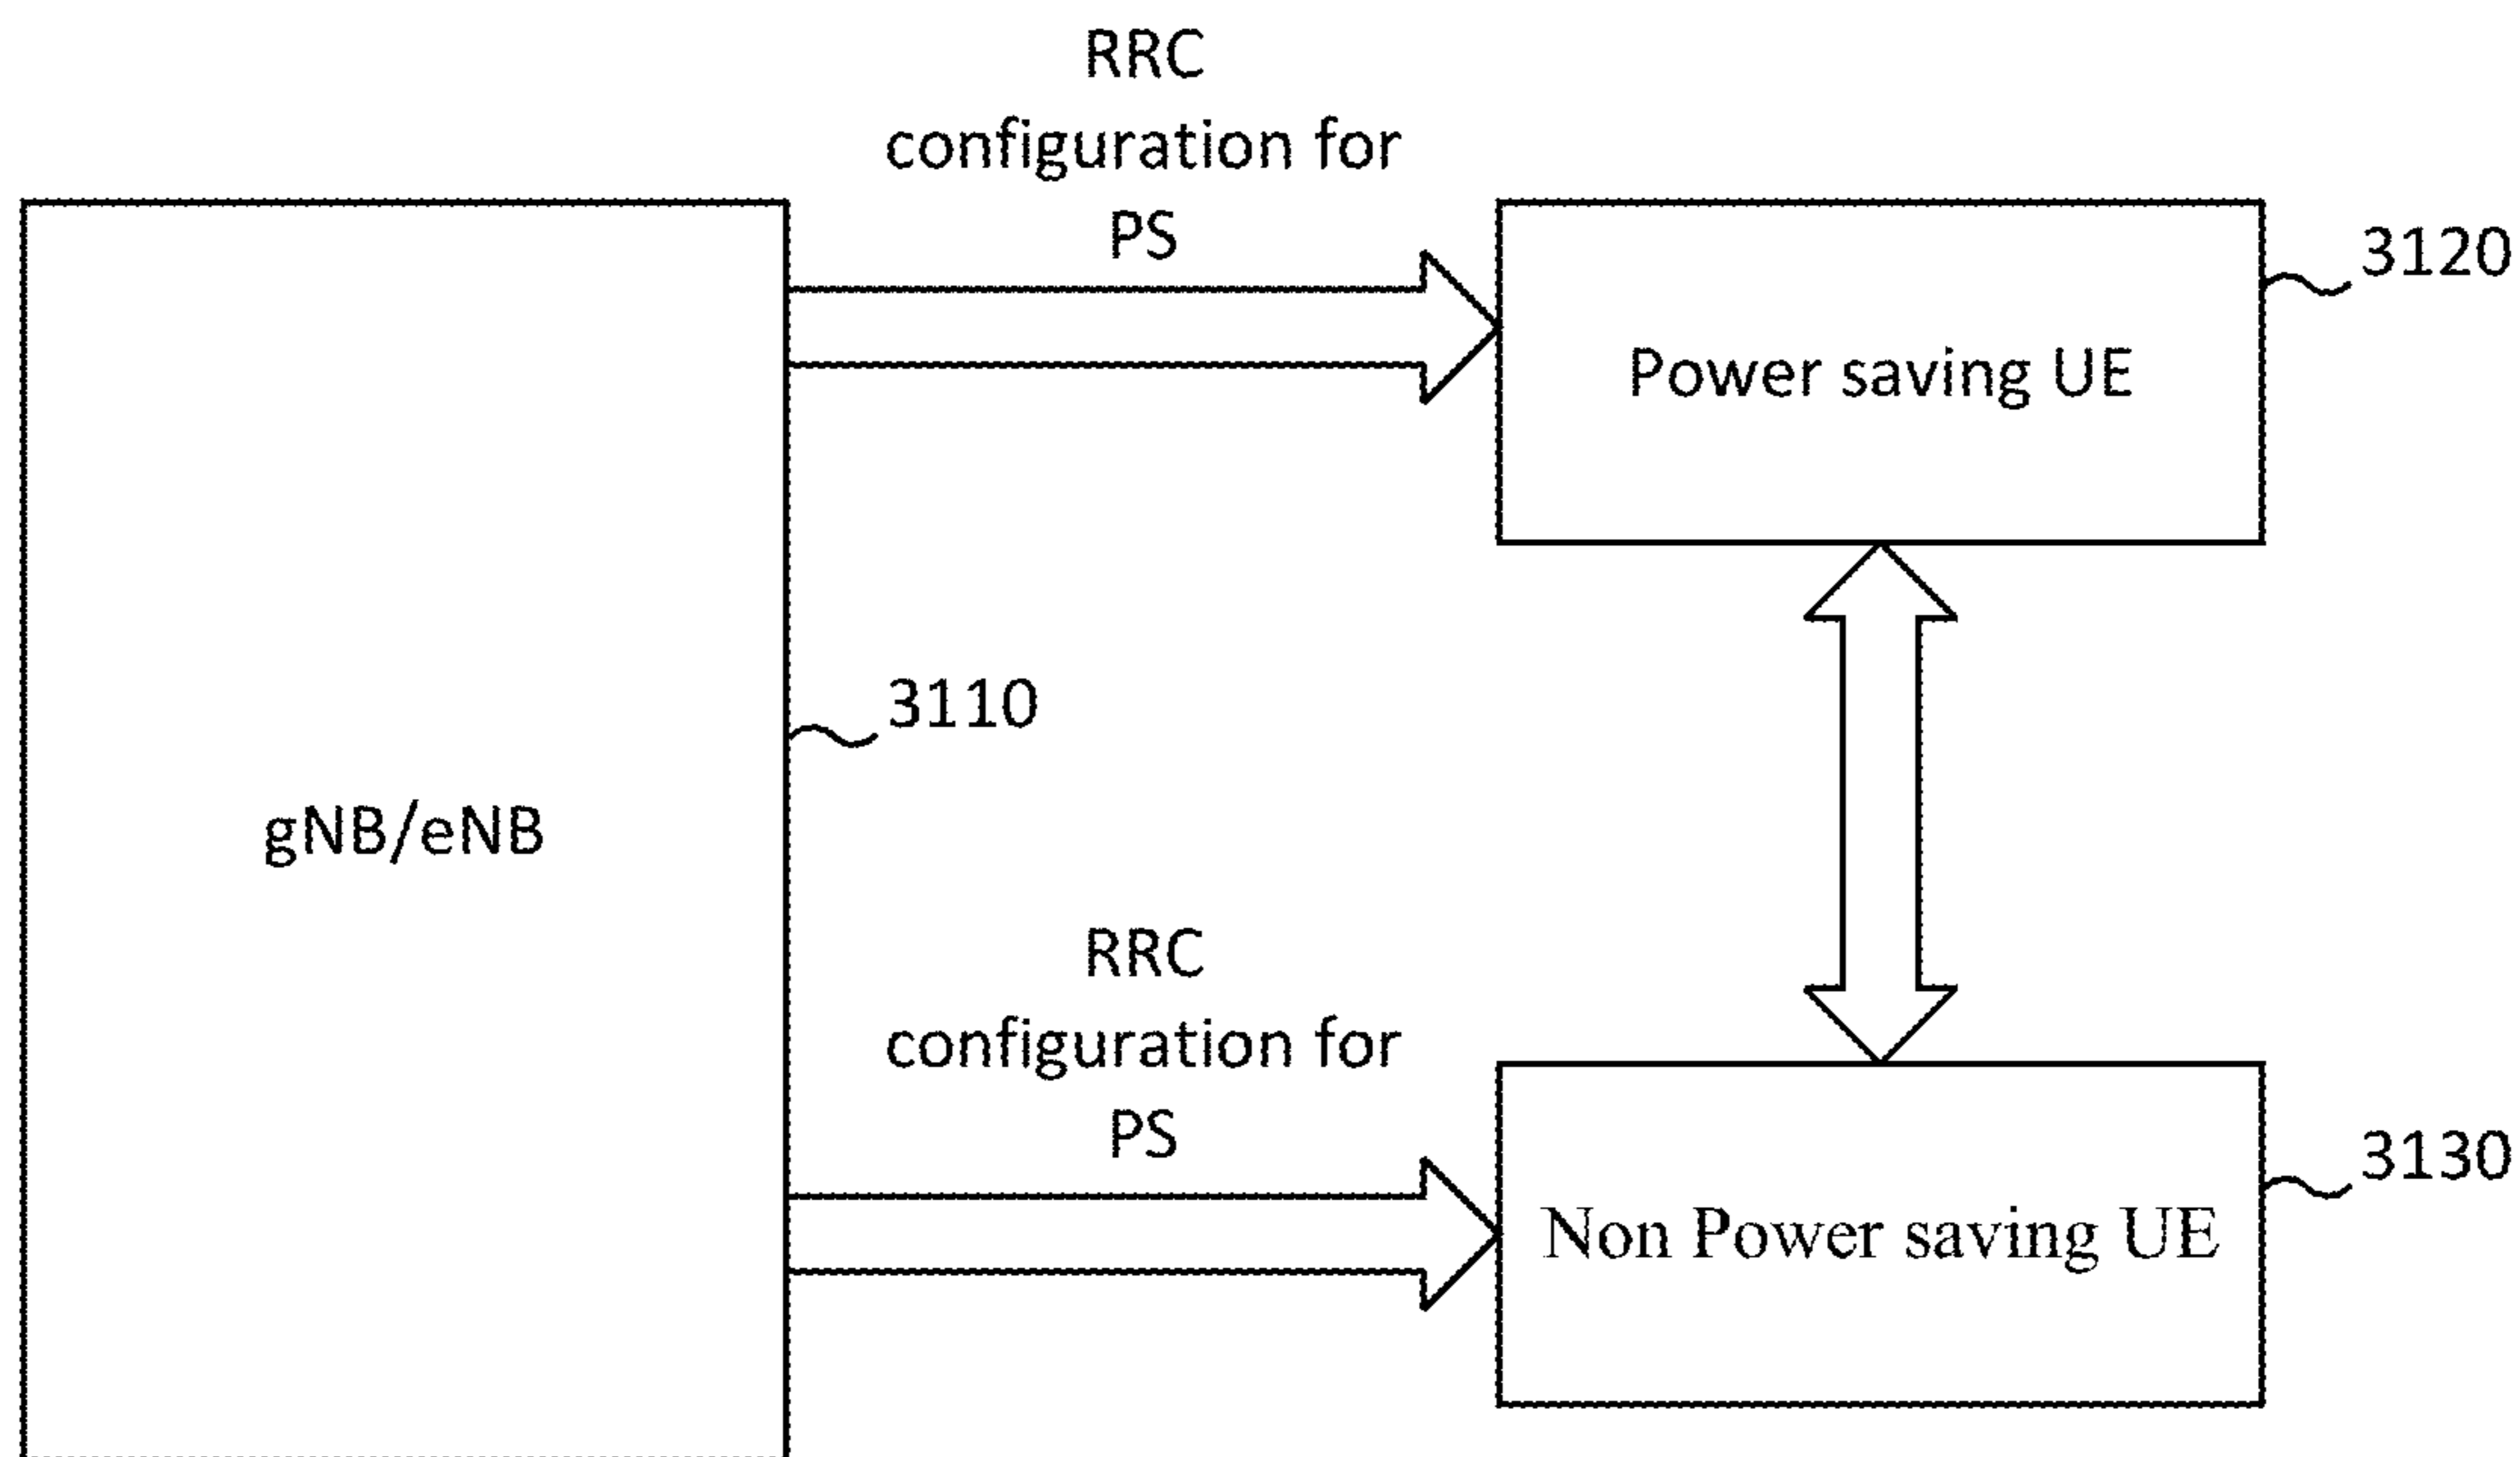 RRC
configuration for
PS
3120
Power saving UE
3110
gNB/eNB
RRC
configuration for
PS
3130
Non Power saving UE